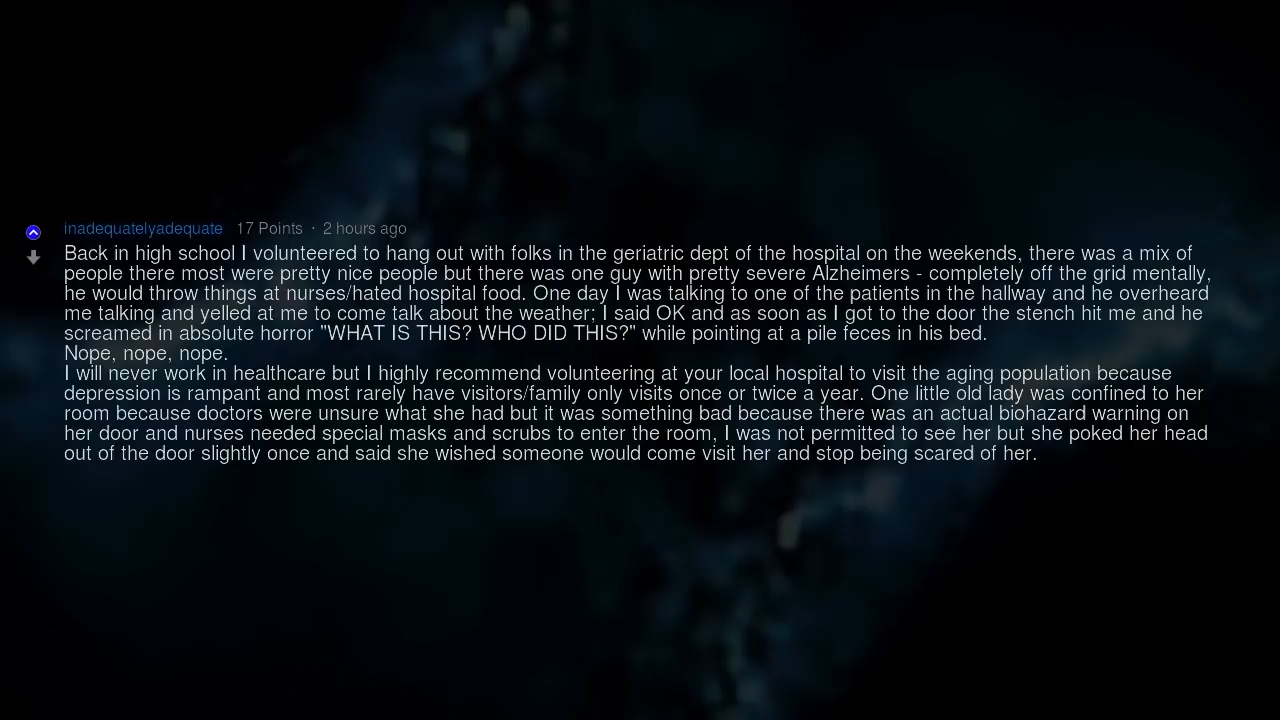 inadequatelyadequate 17 Points · 2 hours ago
Back in high school I volunteered to hang out with folks in the geriatric dept of the hospital on the weekends, there was a mix of
people there most were pretty nice people but there was one guy with pretty severe Alzheimers - completely off the grid mentally,
he would throw things at nurses/hated hospital food. One day I was talking to one of the patients in the hallway and he overheard
me talking and yelled at me to come talk about the weather; I said OK and as soon as I got to the door the stench hit me and he
screamed in absolute horror "WHAT IS THIS? WHO DID THIS?" while pointing at a pile feces in his bed.
Nope, nope, nope.
I will never work in healthcare but I highly recommend volunteering at your local hospital to visit the aging population because
depression is rampant and most rarely have visitors/family only visits once or twice a year. One little old lady was confined to her
room because doctors were unsure what she had but it was something bad because there was an actual biohazard warning on
her door and nurses needed special masks and scrubs to enter the room, I was not permitted to see her but she poked her head
out of the door slightly once and said she wished someone would come visit her and stop being scared of her.